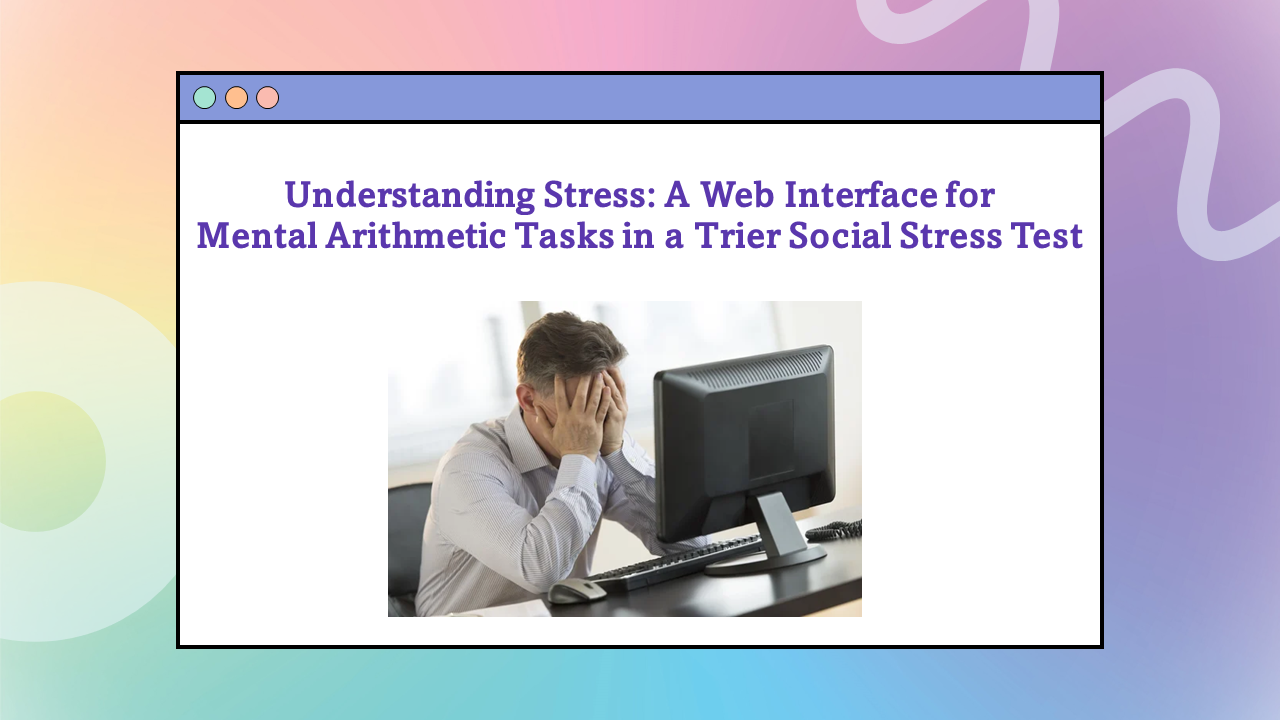 Understanding Stress: A Web Interface for
Mental Arithmetic Tasks in a Trier Social Stress Test